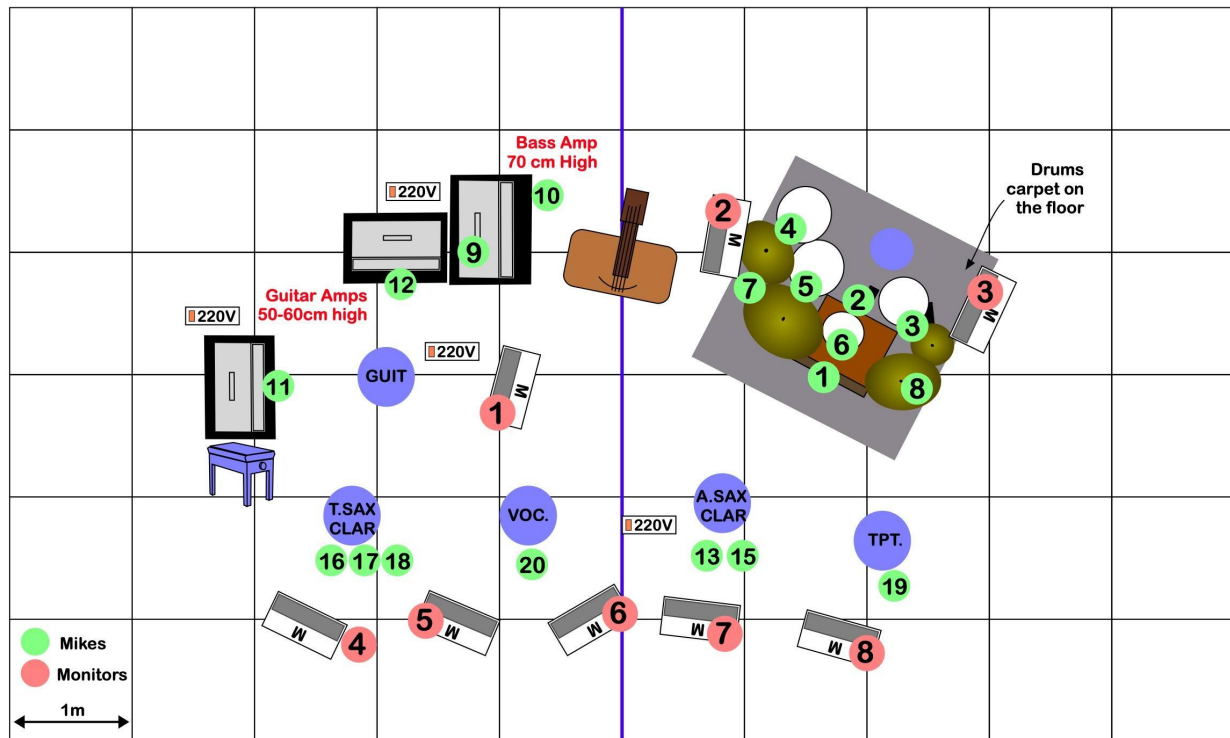 Bass Amp
70 cm High
220V
10
Drums
carpet on
the floor
2
M
4
9
12
7
5
2
3
M
Guitar Amps
50-60cm high
220V
220V
6
3
1
8
11
GUIT
1
M
T.SAX
CLAR
VOC.
A.SAX
CLAR
220V
TPT.
16
17
18
20
13
15
19
M
4
5
M
6
M
7
M
8
M
Mikes
Monitors
1m